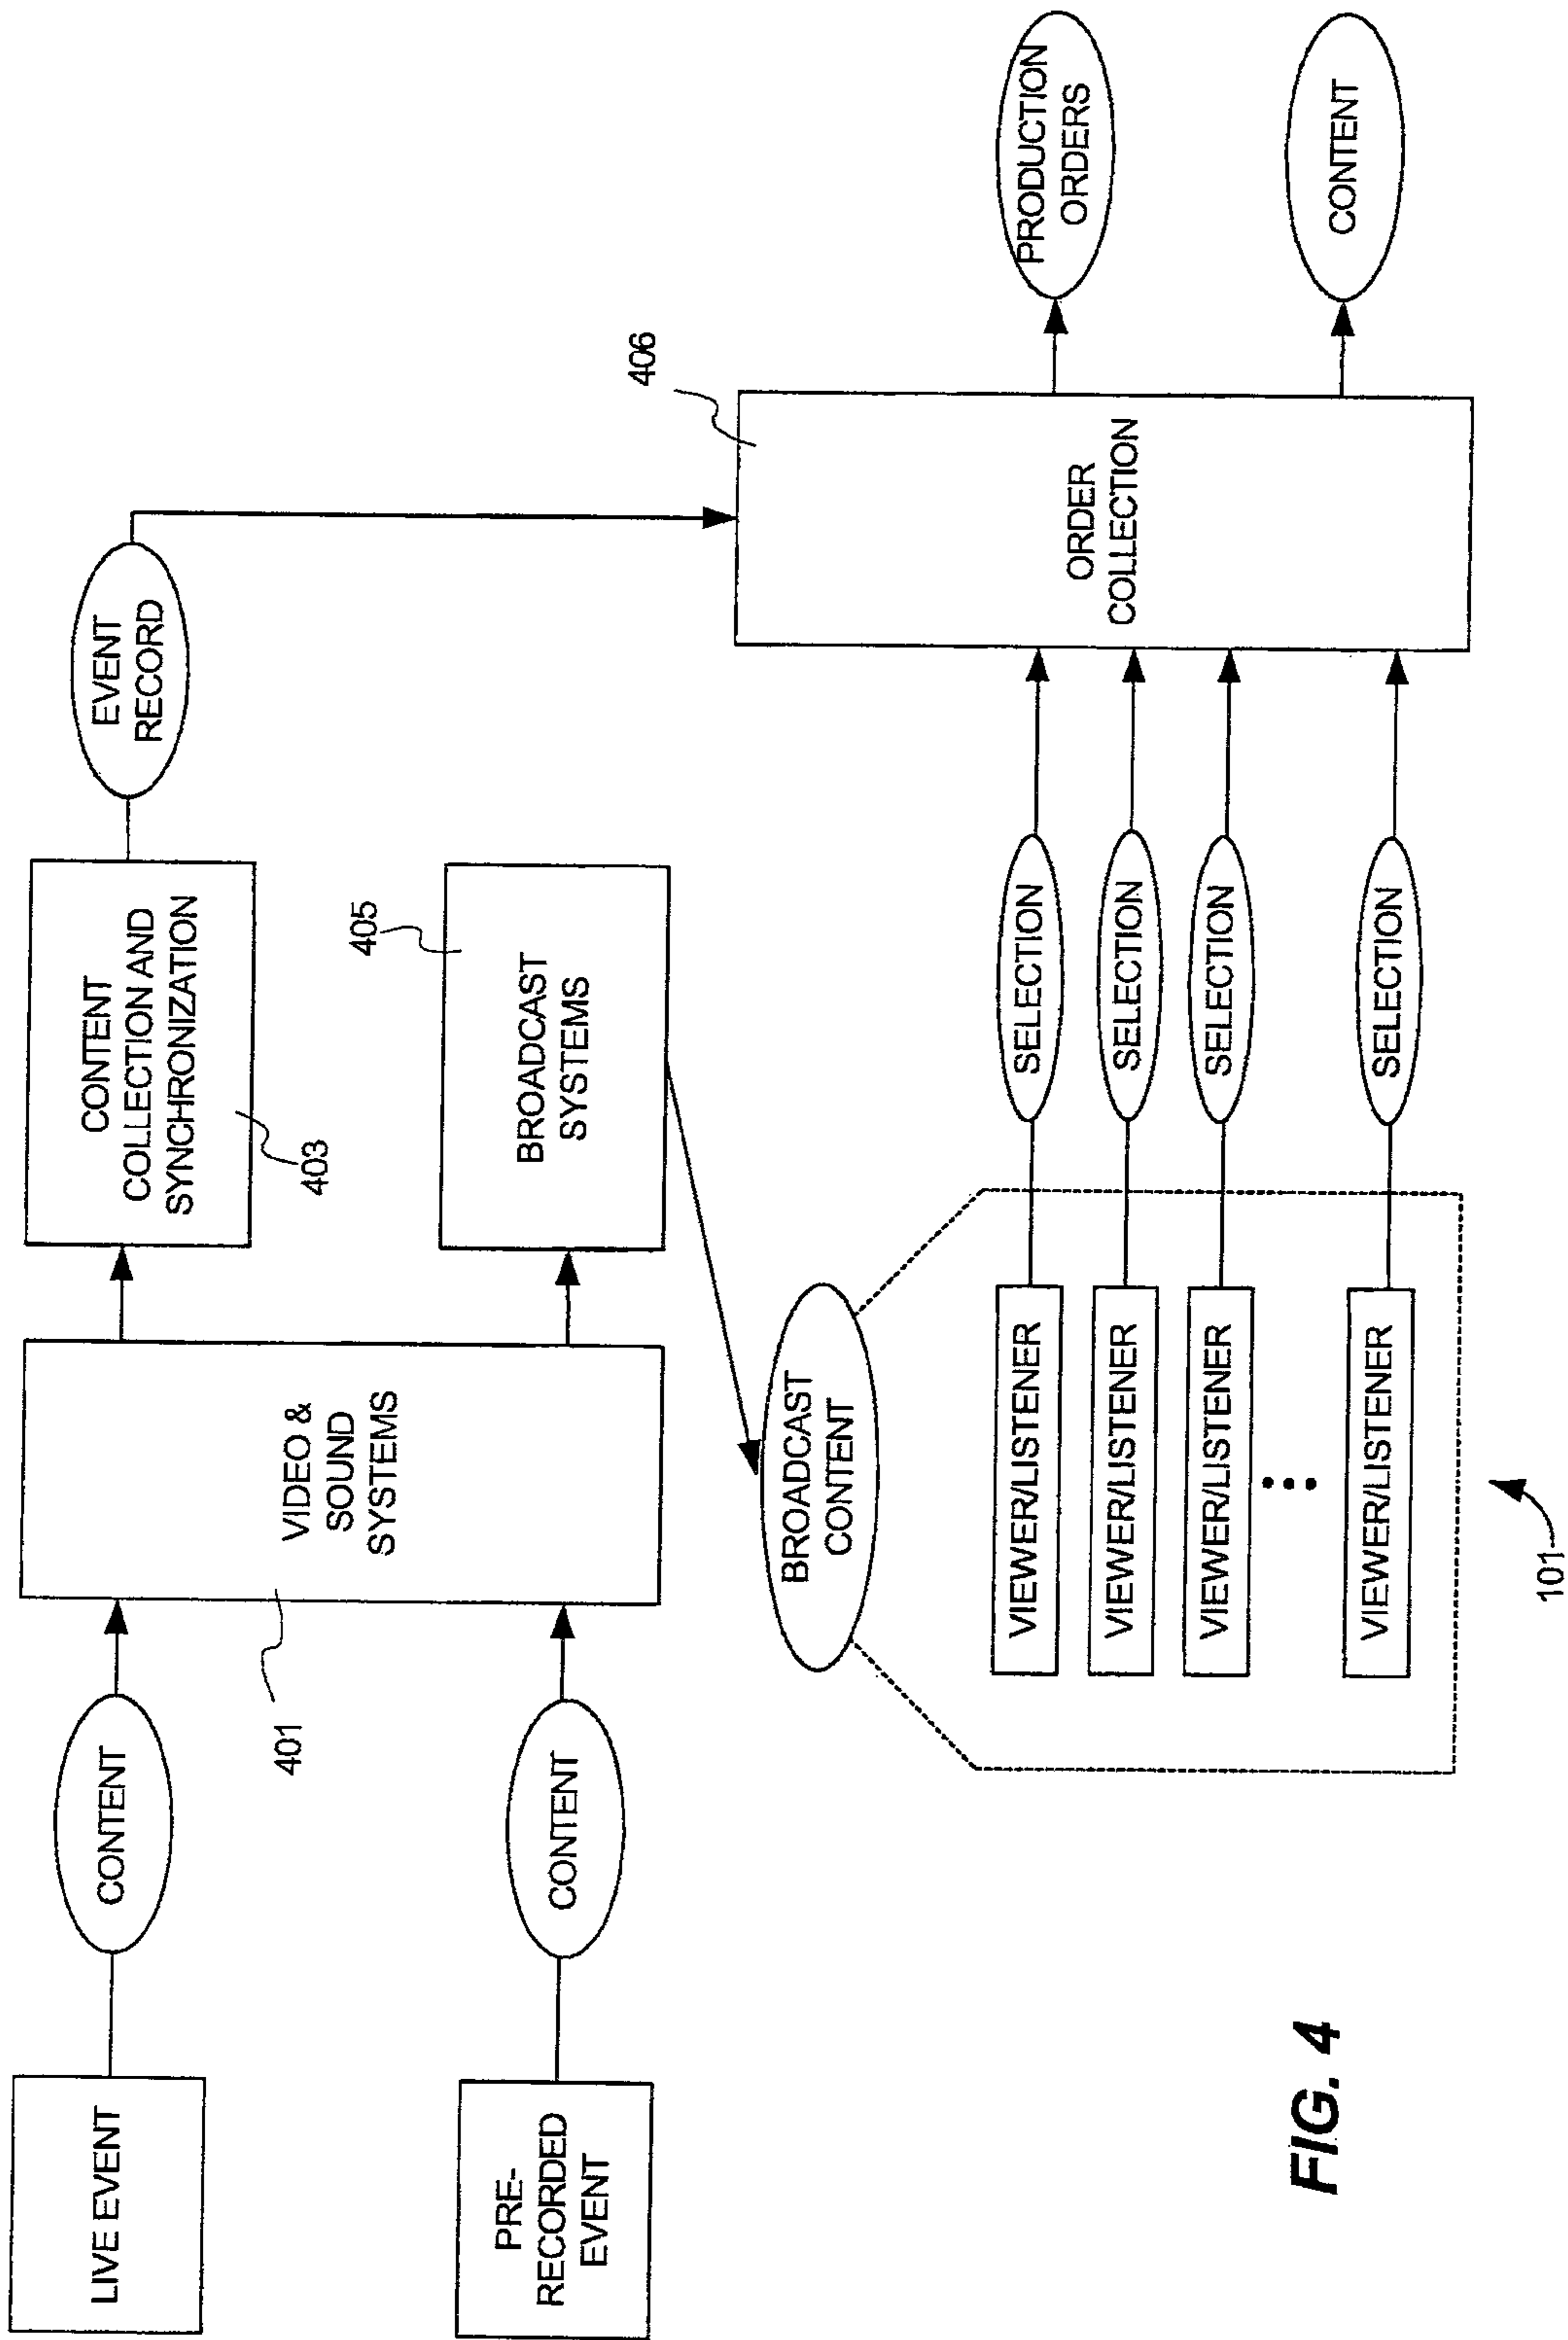 LIVE EVENT
CONTENT
401
VIDEO &
SOUND
SYSTEMS
CONTENT
COLLECTION AND
SYNCHRONIZATION
403
EVENT
RECORD
PRE-
RECORDED
EVENT
CONTENT
BROADCAST
SYSTEMS
405
BROADCAST
CONTENT
406
ORDER
COLLECTION
PRODUCTION
ORDERS
CONTENT
VIEWER/LISTENER
SELECTION
VIEWER/LISTENER
SELECTION
VIEWER/LISTENER
SELECTION
VIEWER/LISTENER
SELECTION
101
FIG. 4